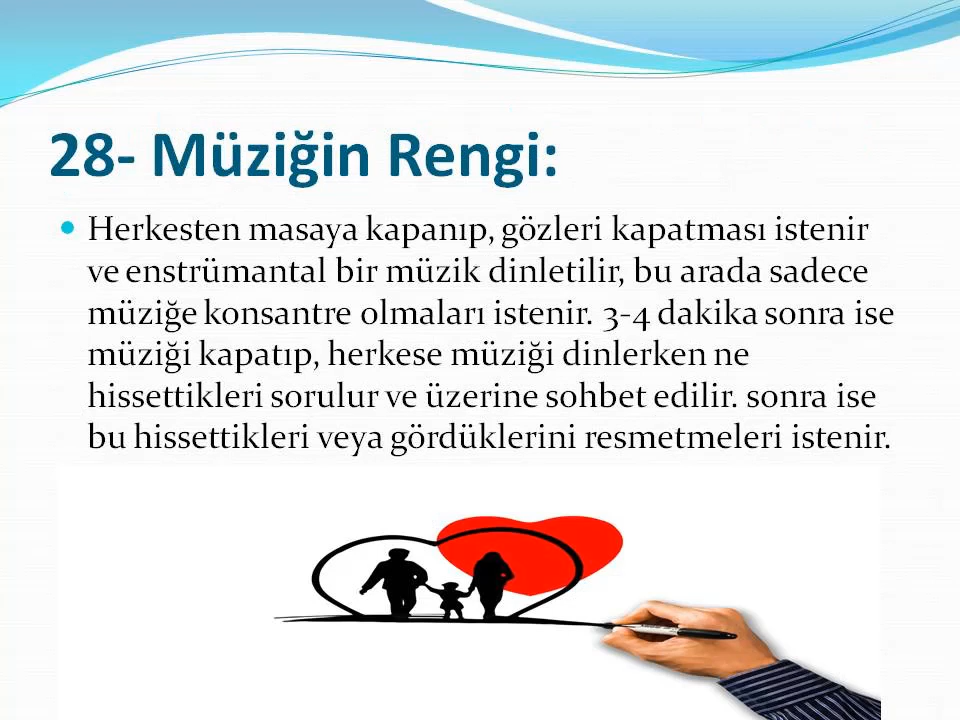 28- Müziğin Rengi:
Herkesten masaya kapanıp, gözleri kapatması istenir
ve enstrümantal bir müzik dinletilir, bu arada sadece
müziğe konsantre olmaları istenir. 3-4 dakika sonra ise
müziği kapatıp, herkese müziği dinlerken ne
hissettikleri sorulur ve üzerine sohbet edilir. sonra ise
bu hissettikleri veya gördüklerini resmetmeleri istenir.